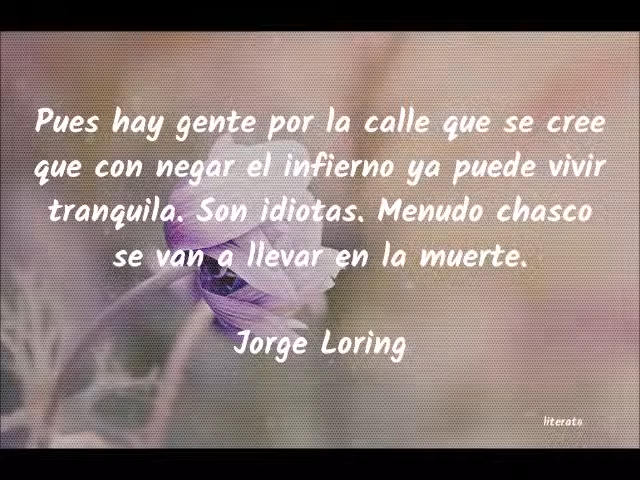 Pues hay gente por la calle que se cree
que con negar el infierno ya puede vivir
tranquila. Son idiotas. Menudo chasco
se van a llevar en la muerte.
Jorge Loring
literato